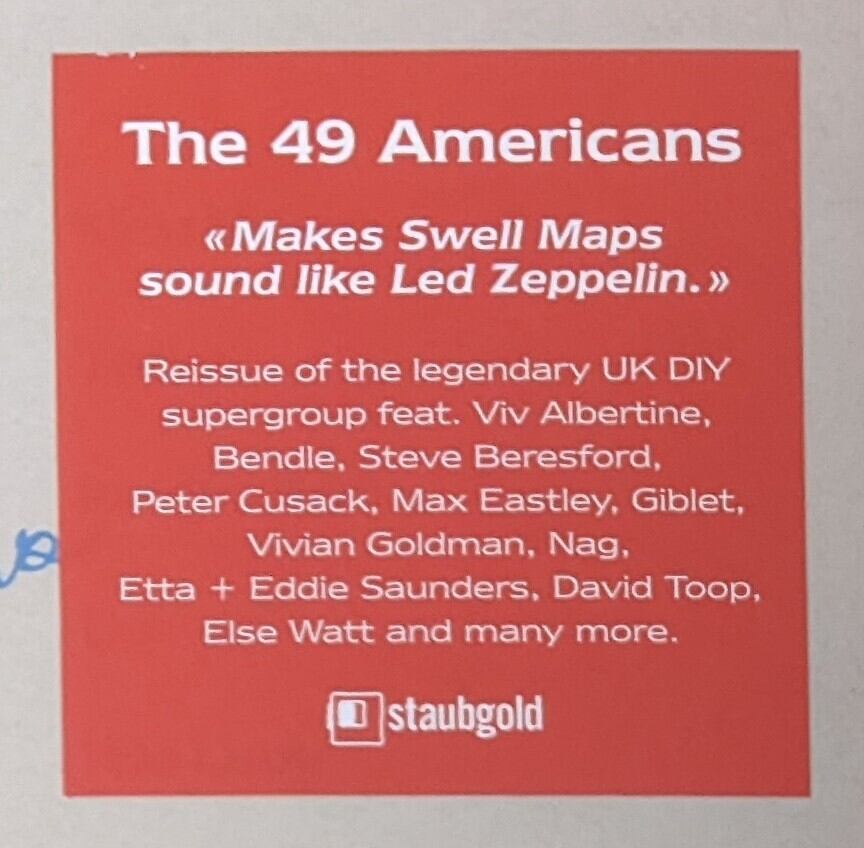 The 49 Americans
«Makes Swell Maps
sound like Led Zeppelin.»
Reissue of the legendary UK DIY
supergroup feat. Viv Albertine,
Bendle, Steve Beresford,
Peter Cusack, Max Eastley, Giblet,
Vivian Goldman, Nag,
Etta + Eddie Saunders, David Toop,
Else Watt and many more.
staubgold